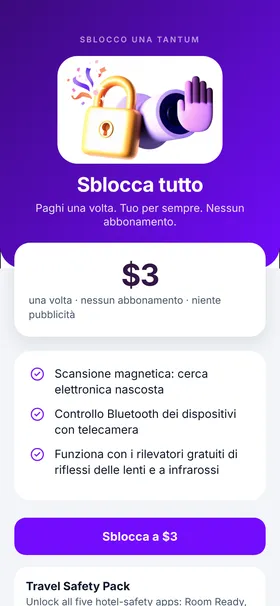 SBLOCCO UNA TANTUM
Sblocca tutto
Paghi una volta. Tuo per sempre. Nessun
abbonamento.
$3
una volta · nessun abbonamento · niente
pubblicità
Scansione magnetica: cerca
elettronica nascosta
Controllo Bluetooth dei dispositivi
con telecamera
Funziona con i rilevatori gratuiti di
riflessi delle lenti e a infrarossi
Sblocca a $3
Travel Safety Pack
Unlock all five hotel-safety apps: Room Ready,